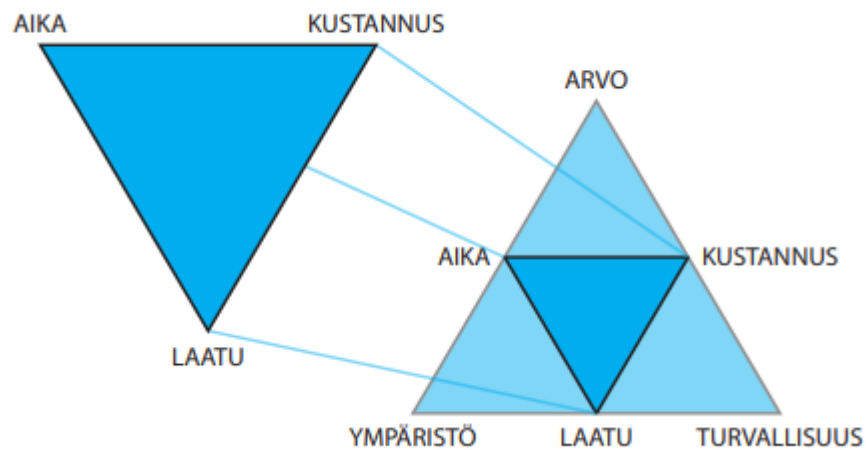 AIKA
KUSTANNUS
LAATU
ARVO
AIKA
KUSTANNUS
YMPÄRISTÖ
LAATU
TURVALLISUUS